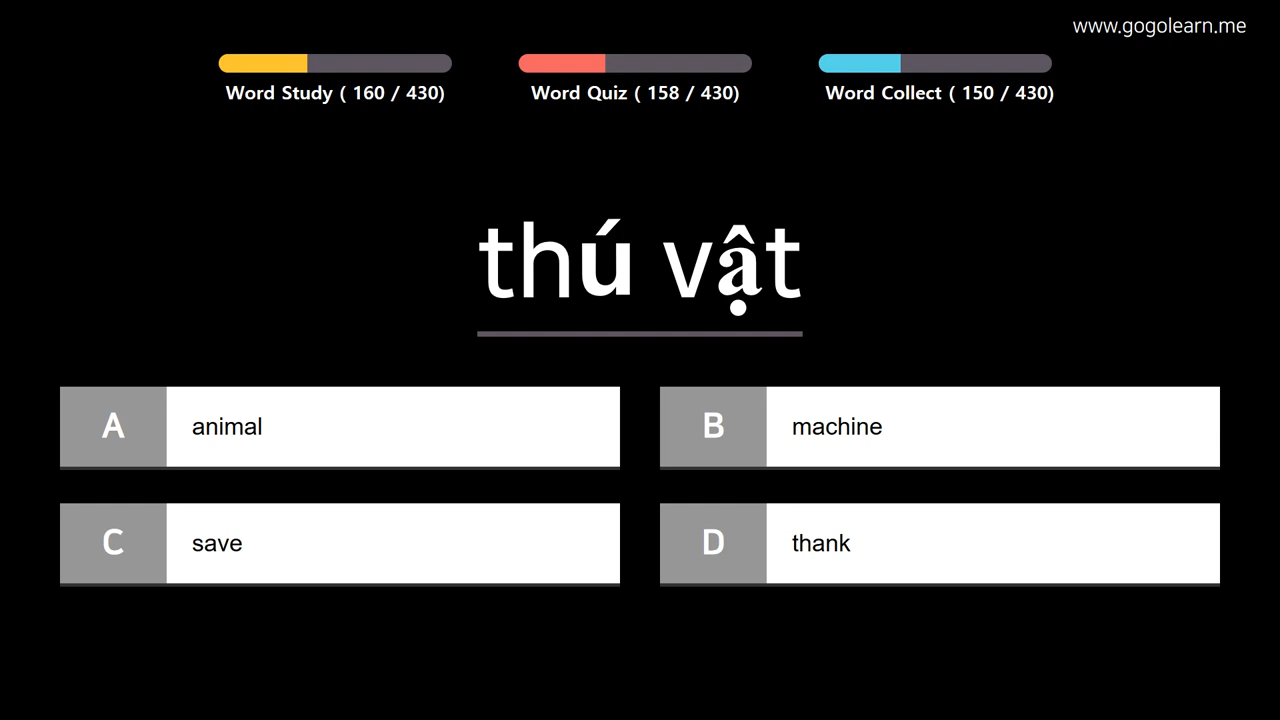 www.gogolearn.me
Word Study ( 160 / 430)
Word Quiz ( 158 / 430)
Word Collect ( 150 / 430)
thú vật
A animal
B machine
C save
D thank